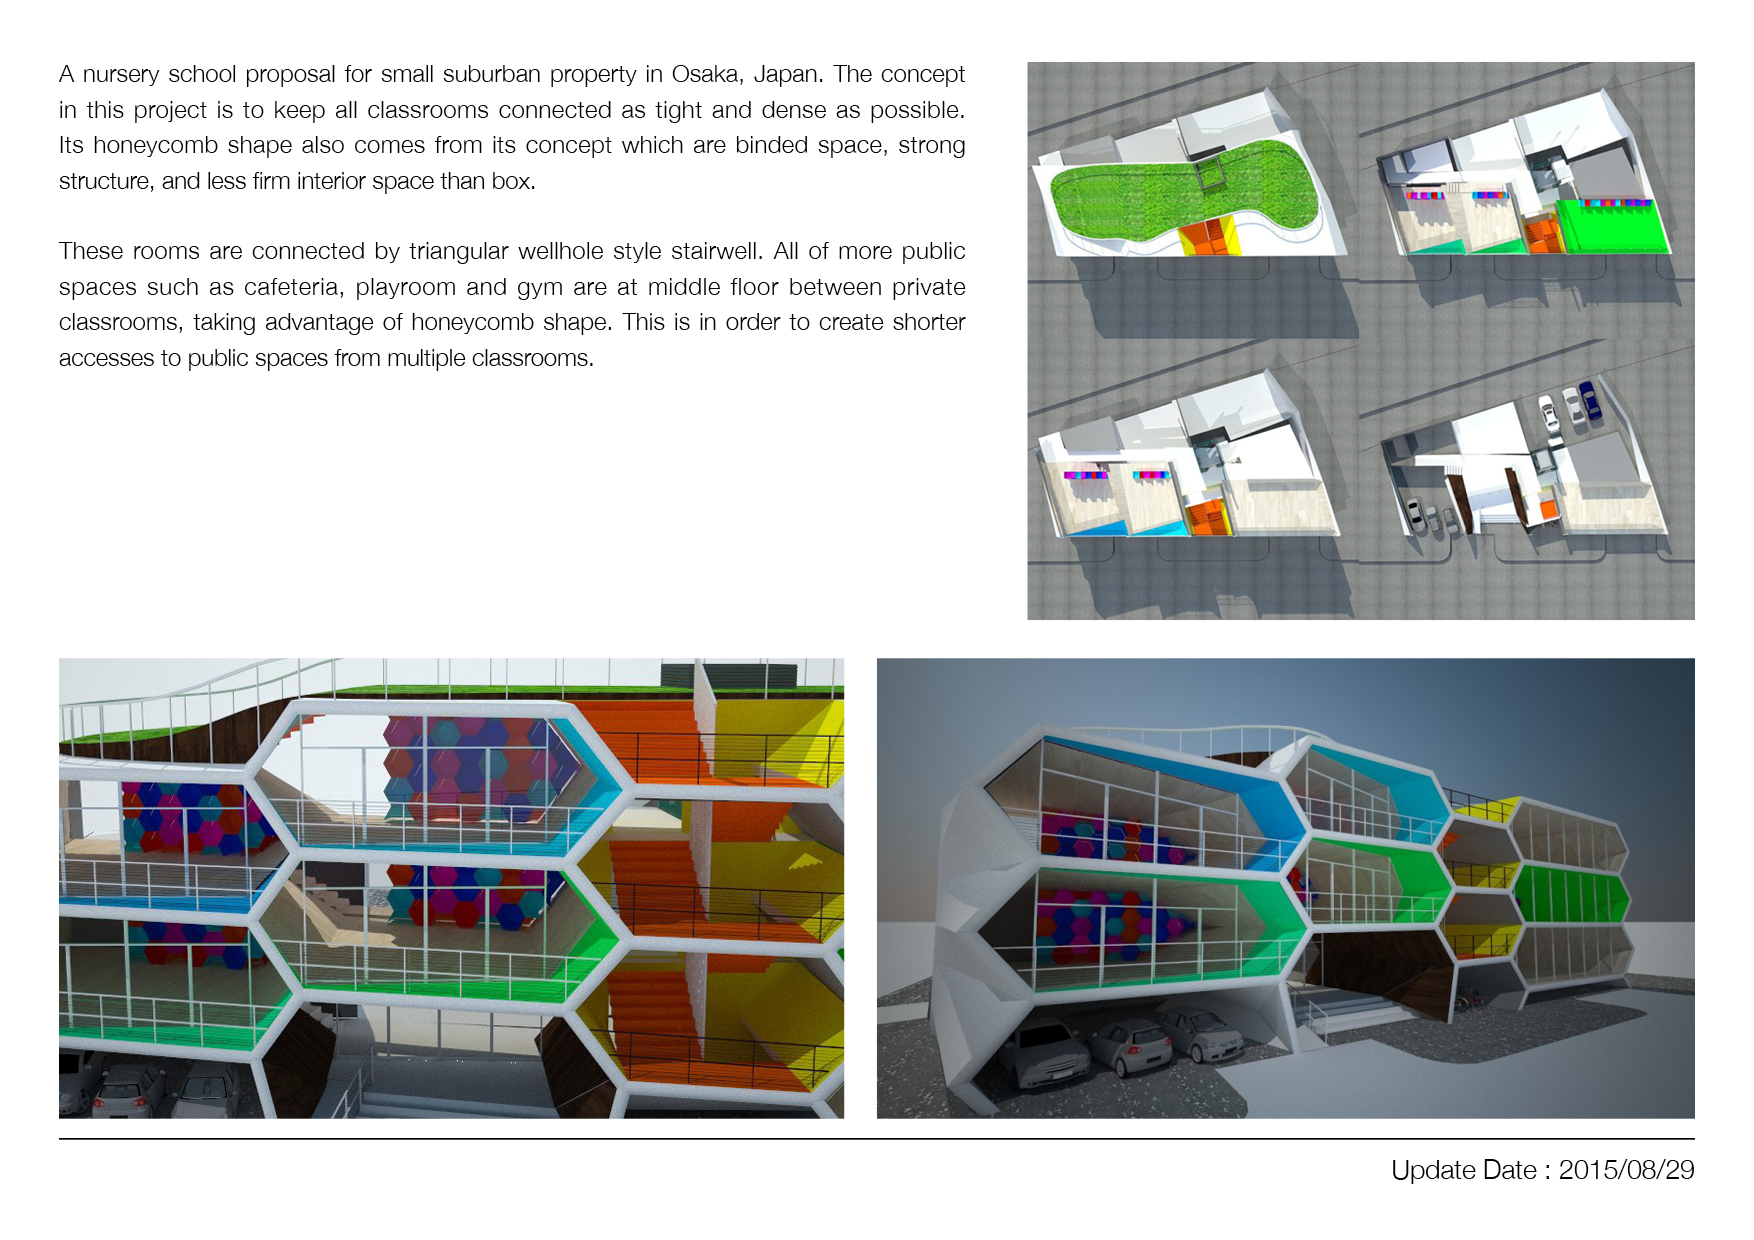 A nursery school proposal for small suburban property in Osaka, Japan. The concept
in this project is to keep all classrooms connected as tight and dense as possible.
Its honeycomb shape also comes from its concept which are binded space, strong
structure, and less firm interior space than box.
These rooms are connected by triangular wellhole style stairwell. All of more public
spaces such as cafeteria, playroom and gym are at middle floor between private
classrooms, taking advantage of honeycomb shape. This is in order to create shorter
accesses to public spaces from multiple classrooms.
Update Date : 2015/08/29